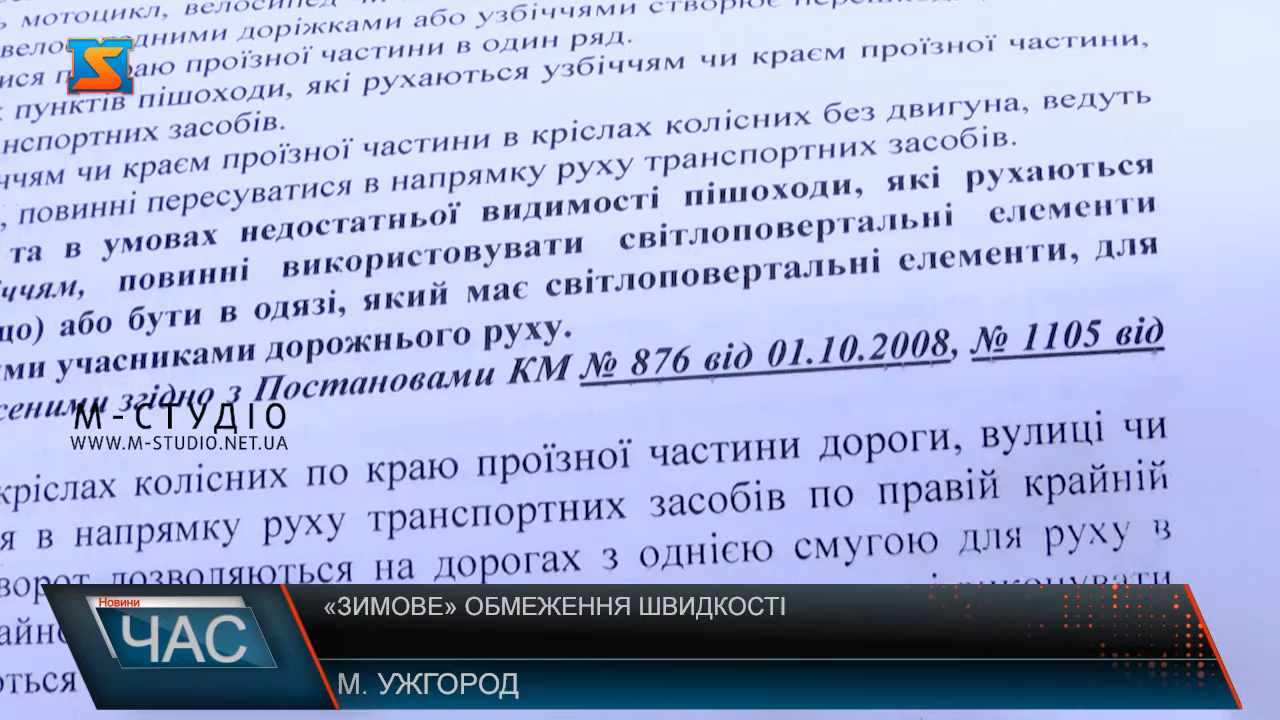 мотоцикл, велосипед
доріжками або узбіччями створює
краю проїзної частини в один ряд.
пунктів пішоходи, які рухаються узбіччям чи краєм проїзної частини,
засобів.
чи краєм проїзної частини в кріслах колісних без двигуна, ведуть
, повинні пересуватися в напрямку руху транспортних засобів.
та в умовах недостатньої видимості пішоходи, які рухаються
повинні використовувати світлоповертальні елементи
або бути в одязі, який має світлоповертальні елементи, для
учасниками дорожнього руху.
згідно з Постановами КМ № 876 від 01.10.2008, № 1105 від
М-СТУДІО
WWW.M-STUDIO.NET.UA
кріслах колісних по краю проїзної частини дороги, вулиці чи
я в напрямку руху транспортних засобів по правій крайній
дозволяються на дорогах з однією смугою для руху в
Новини
ЧАС
«ЗИМОВЕ» ОБМЕЖЕННЯ ШВИДКОСТІ
М. УЖГОРОД